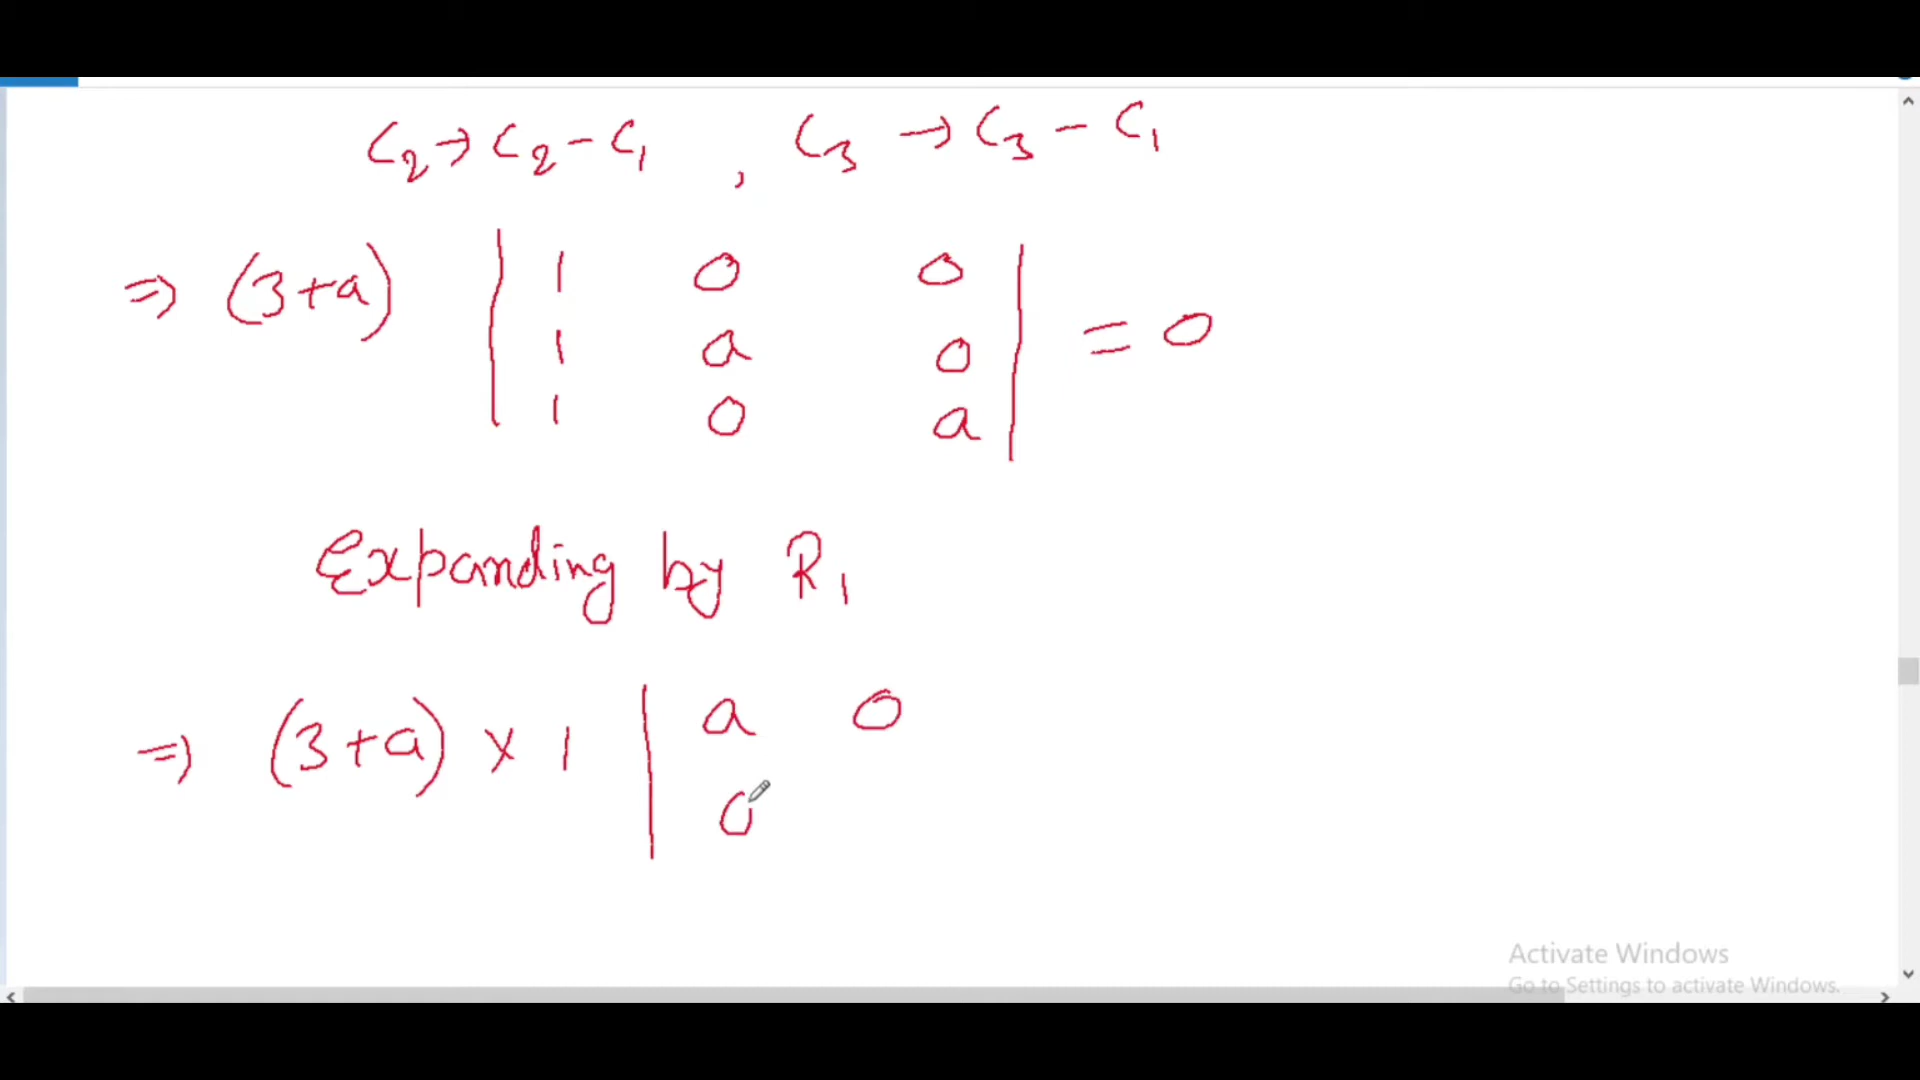 C₂→C₂-C₁ , C₃→C₃-C₁
⇒ (3+a) | 1 0 0 |
| 1 a 0 | = 0
| 1 0 a |
Expanding by R₁
⇒ (3+a) × 1 | a 0
0
Activate Windows
Go to Settings to activate Windows.